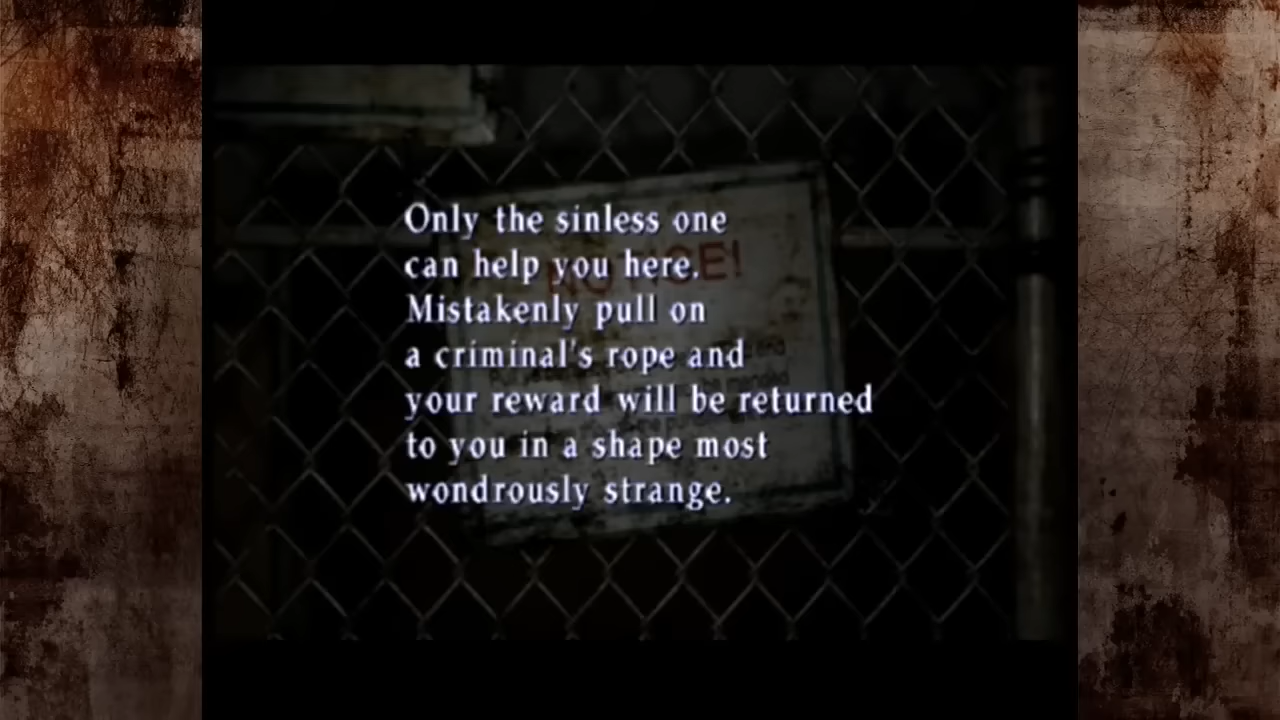 Only the sinless one
can help you here.
Mistakenly pull on
a criminal's rope and
your reward will be returned
to you in a shape most
wondrously strange.